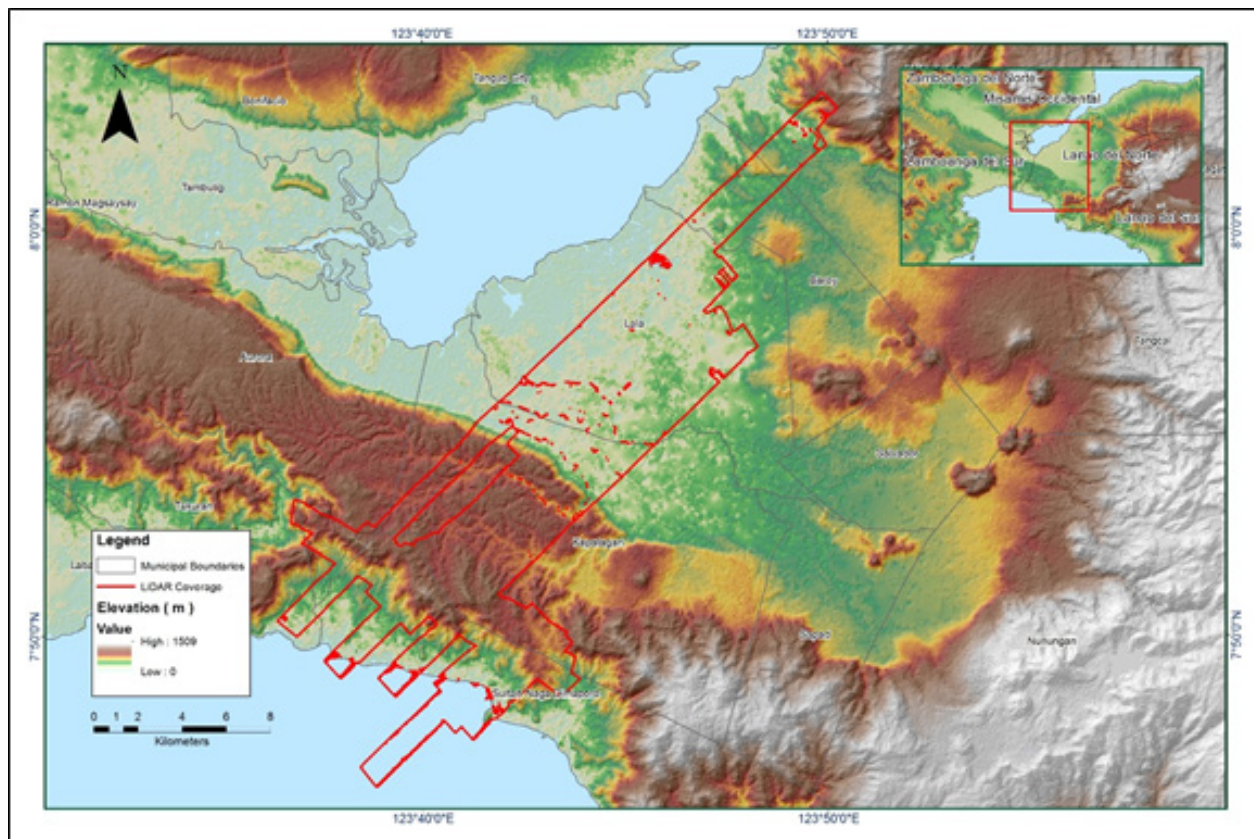 123°40'0"E
123°50'0"E
N
Bonifacio
Tangub City
Zamboanga del Norte
Misamis Occidental
Lanao del Norte
Zamboanga del Sur
Lanao del Sur
Tambulig
Ramon Magsaysay
8°0'0"N
8°0'0"N
Baroy
Lala
Tangcal
Aurora
Salvador
Tukuran
Kapatagan
Sapad
Nunungan
Sultan Naga Dimaporo
Legend
Municipal Boundaries
LiDAR Coverage
Elevation ( m )
Value
High : 1509
Low : 0
7°50'0"N
7°50'0"N
0 1 2 4 6 8
Kilometers
123°40'0"E
123°50'0"E